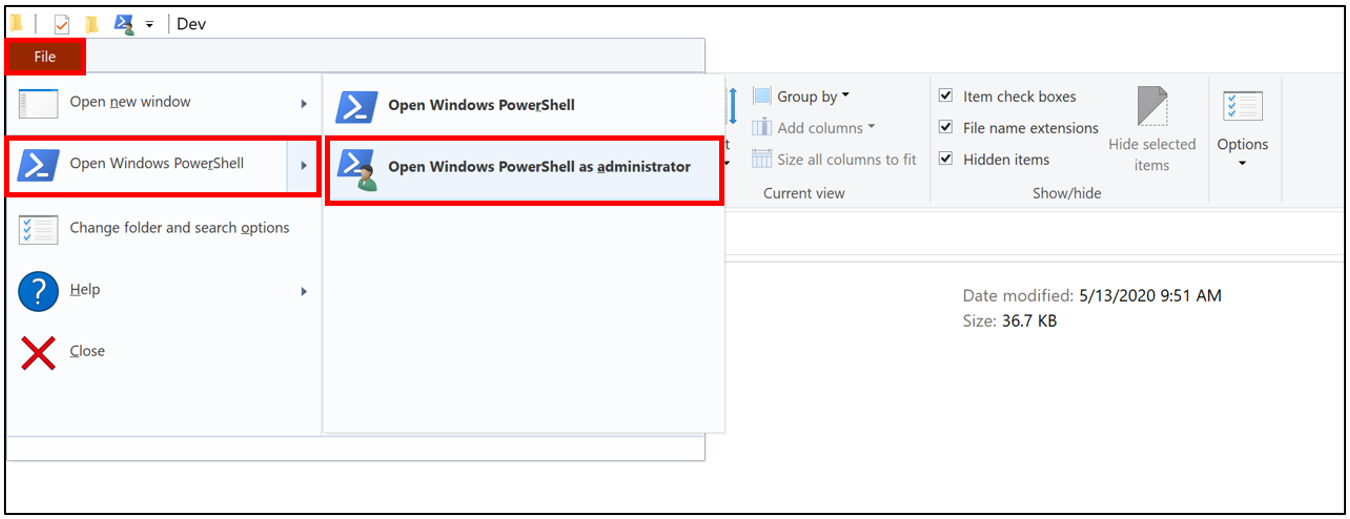 Dev
File
Open new window
Open Windows PowerShell
Change folder and search options
Help
Close
Open Windows PowerShell
Open Windows PowerShell as administrator
t
Group by
Add columns
Size all columns to fit
Current view
Item check boxes
File name extensions
Hidden items
Hide selected
items
Show/hide
Options
Date modified: 5/13/2020 9:51 AM
Size: 36.7 KB